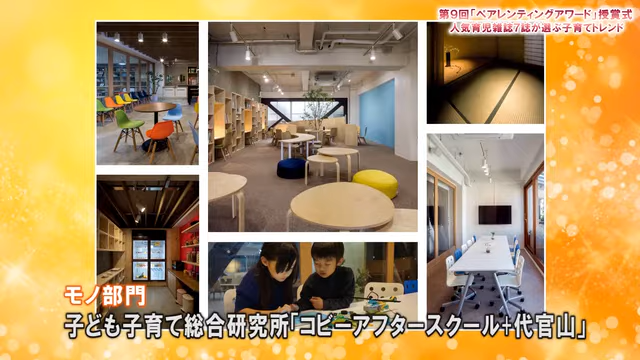 第9回「ペアレンティングアワード」授賞式
人気育児雑誌7誌が選ぶ子育てトレンド
モノ部門
子ども子育て総合研究所「コビーアフタースクール+代官山」